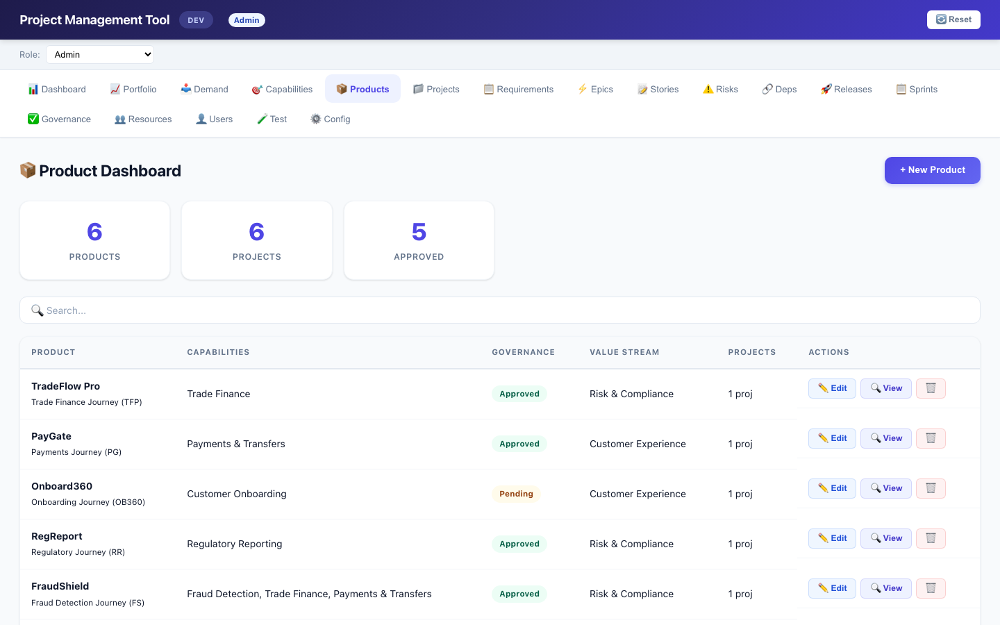 Project Management Tool DEV Admin Reset
Role: Admin
Dashboard Portfolio Demand Capabilities Products Projects Requirements Epics Stories Risks Deps Releases Sprints
Governance Resources Users Test Config
Product Dashboard + New Product
6 6 5
PRODUCTS PROJECTS APPROVED
Search...
PRODUCT CAPABILITIES GOVERNANCE VALUE STREAM PROJECTS ACTIONS
TradeFlow Pro
Trade Finance Journey (TFP) Trade Finance Approved Risk & Compliance 1 proj Edit View
PayGate
Payments Journey (PG) Payments & Transfers Approved Customer Experience 1 proj Edit View
Onboard360
Onboarding Journey (OB360) Customer Onboarding Pending Customer Experience 1 proj Edit View
RegReport
Regulatory Journey (RR) Regulatory Reporting Approved Risk & Compliance 1 proj Edit View
FraudShield
Fraud Detection Journey (FS) Fraud Detection, Trade Finance, Payments & Transfers Approved Risk & Compliance 1 proj Edit View